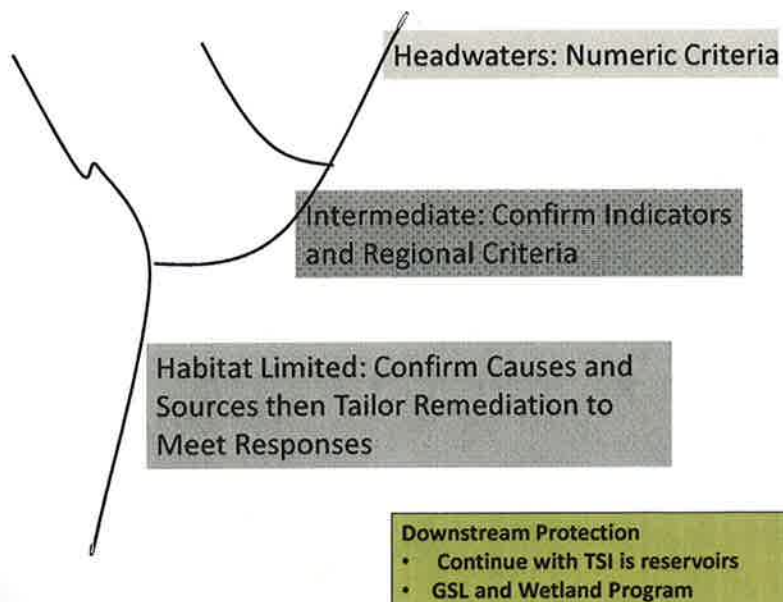 Headwaters: Numeric Criteria
Intermediate: Confirm Indicators
and Regional Criteria
Habitat Limited: Confirm Causes and
Sources then Tailor Remediation to
Meet Responses
Downstream Protection
• Continue with TSI is reservoirs
• GSL and Wetland Program